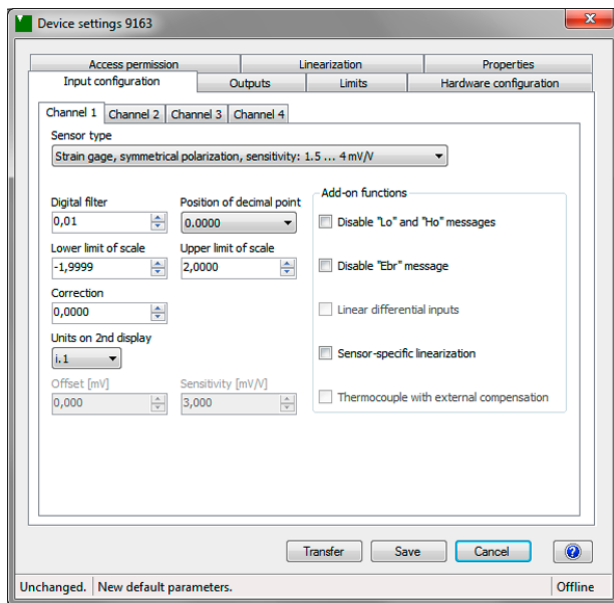 Device settings 9163
Access permission
Linearization
Properties
Input configuration
Outputs
Limits
Hardware configuration
Channel 1
Channel 2
Channel 3
Channel 4
Sensor type
Strain gage, symmetrical polarization, sensitivity: 1.5 ... 4 mV/V
Digital filter
Position of decimal point
0,01
0.0000
Lower limit of scale
Upper limit of scale
-1,9999
2,0000
Correction
0,0000
Units on 2nd display
i.1
Offset [mV]
Sensitivity [mV/V]
0,000
3,000
Add-on functions
Disable "Lo" and "Ho" messages
Disable "Ebr" message
Linear differential inputs
Sensor-specific linearization
Thermocouple with external compensation
Transfer
Save
Cancel
?
Unchanged.
New default parameters.
Offline